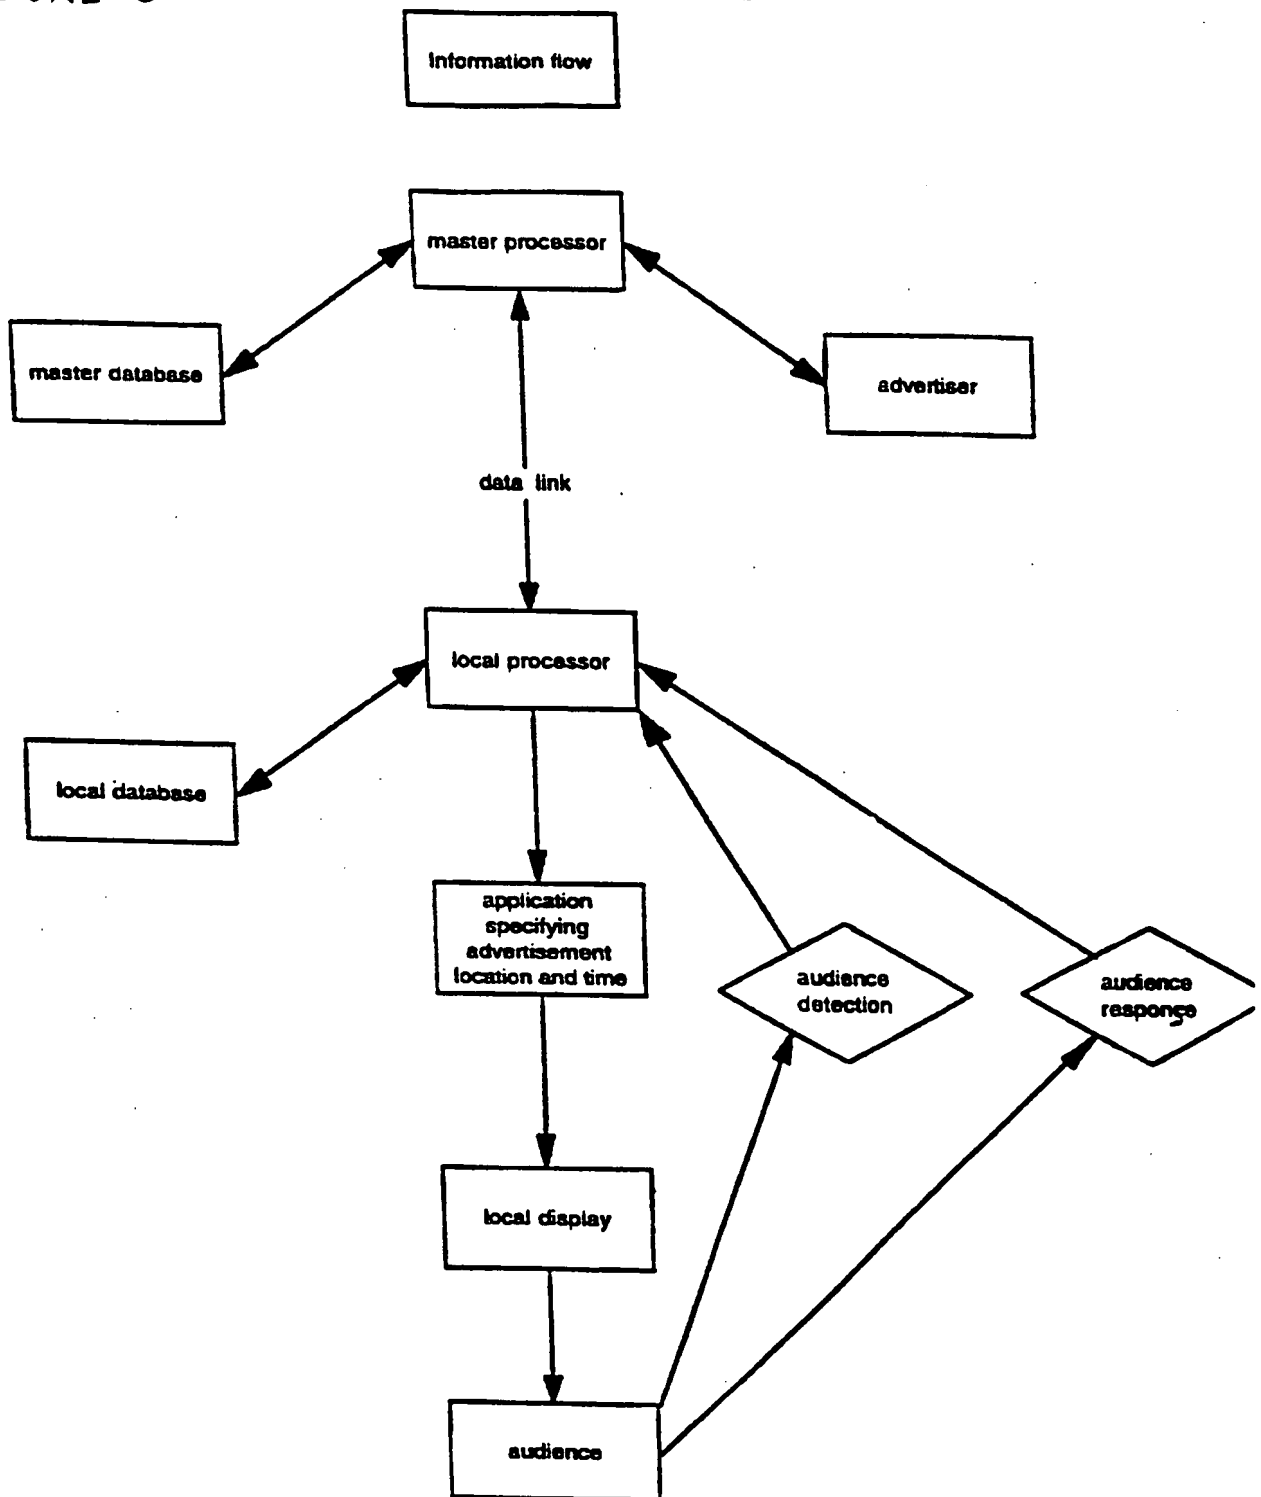 Information flow
master processor
master database
advertiser
data link
local processor
local database
application
specifying
advertisement
location and time
audience
detection
audience
response
local display
audience